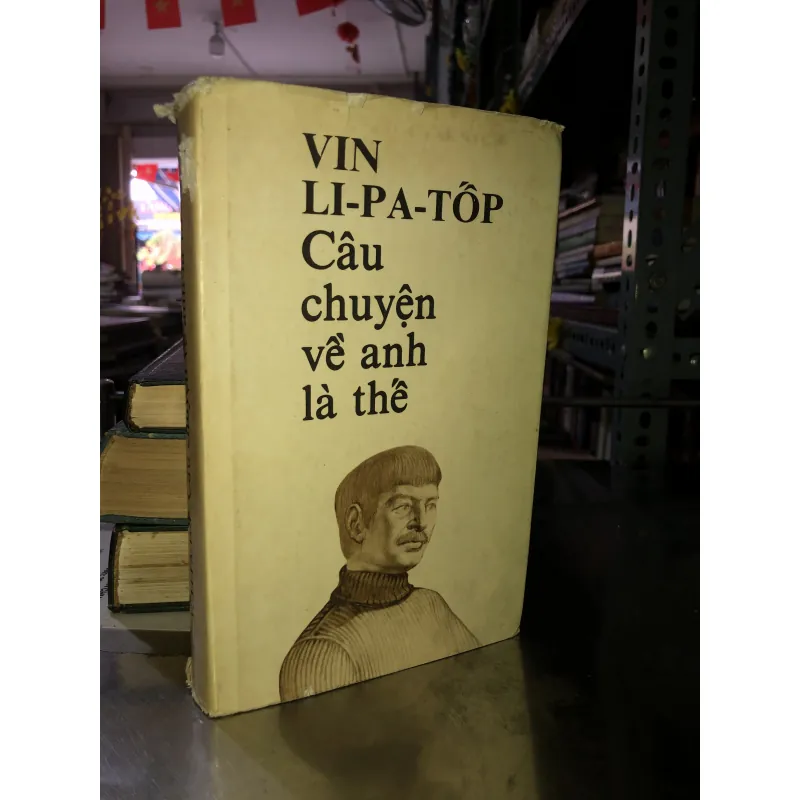 VIN
LI-PA-TỐP
Câu
chuyện
về anh
là thế